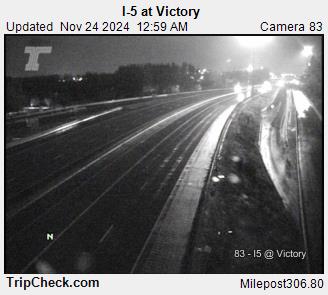 I-5 at Victory
Updated  Nov 24 2024  12:59 AM
Camera 83
T
N
83 - I5 @ Victory
TripCheck.com
Milepost306.80